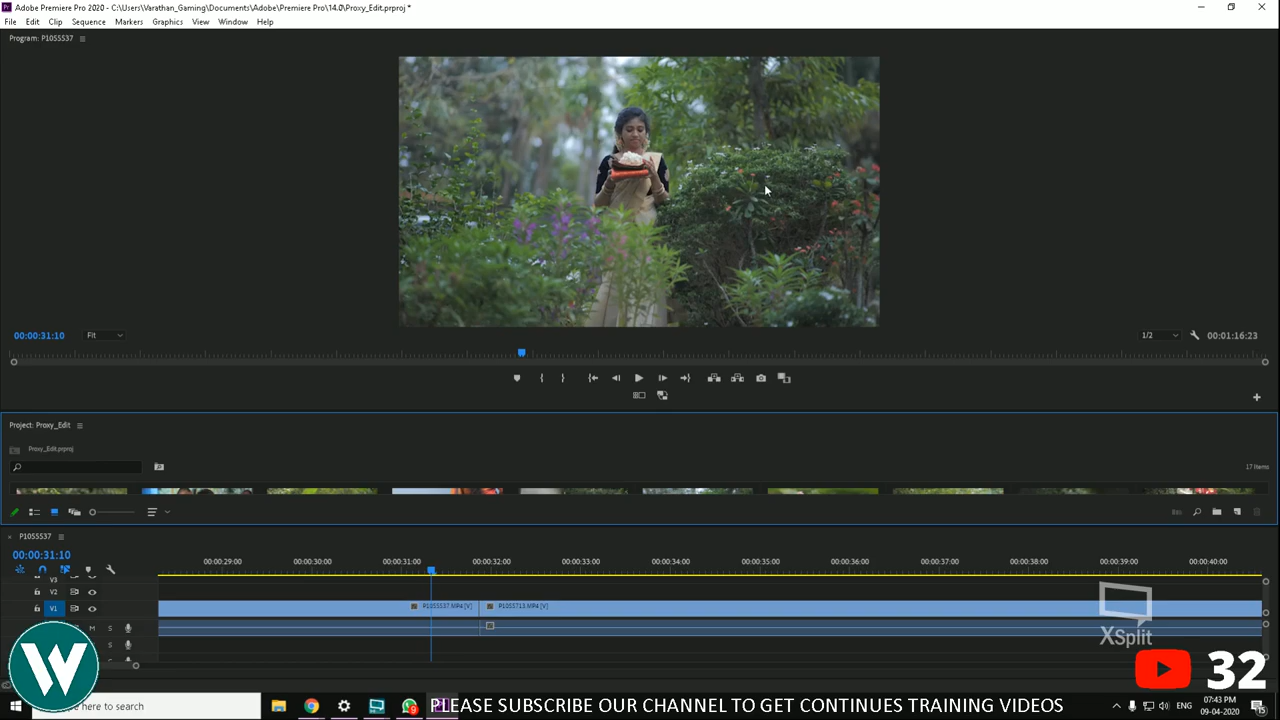 Adobe Premiere Pro 2020 - C:\Users\Varathan_Gaming\Documents\Adobe\Premiere Pro\14.0\Proxy_Edit.prproj *
File Edit Clip Sequence Markers Graphics View Window Help
Program: P1055537
00:00:31:10 Fit 1/2 00:01:16:23
Project: Proxy_Edit
Proxy_Edit.prproj
17 Items
P1055537
00:00:31:10
00:00:29:00 00:00:30:00 00:00:31:00 00:00:32:00 00:00:33:00 00:00:34:00 00:00:35:00 00:00:36:00 00:00:37:00 00:00:38:00 00:00:39:00 00:00:40:00
V3
V2
V1 P1055537.MP4 [V] P1055713.MP4 [V]
M S
S
XSplit
W
32
here to search
9
PLEASE SUBSCRIBE OUR CHANNEL TO GET CONTINUES TRAINING VIDEOS
ENG
07:43 PM
09-04-2020
15